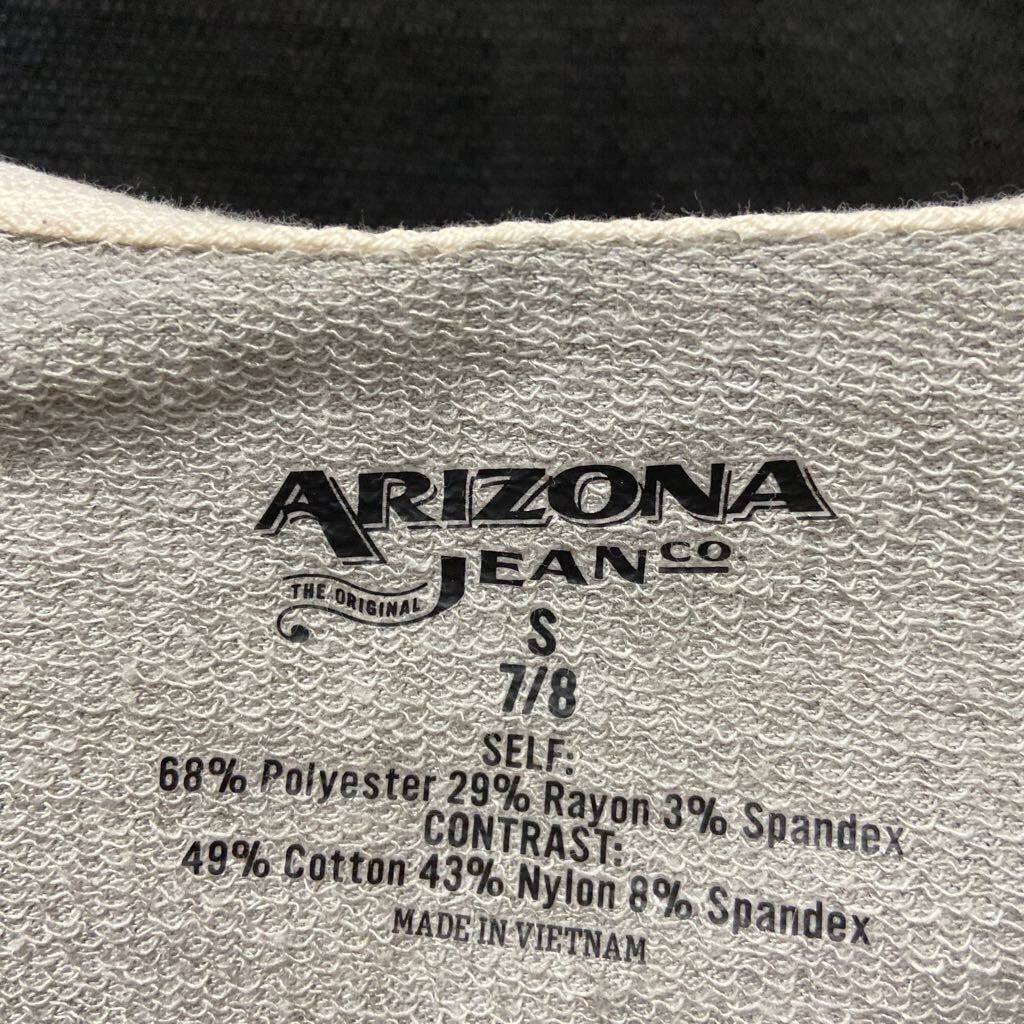 ARIZONA
JEAN CO
THE ORIGINAL
S
7/8
SELF:
68% Polyester 29% Rayon 3% Spandex
CONTRAST:
49% Cotton 43% Nylon 8% Spandex
MADE IN VIETNAM